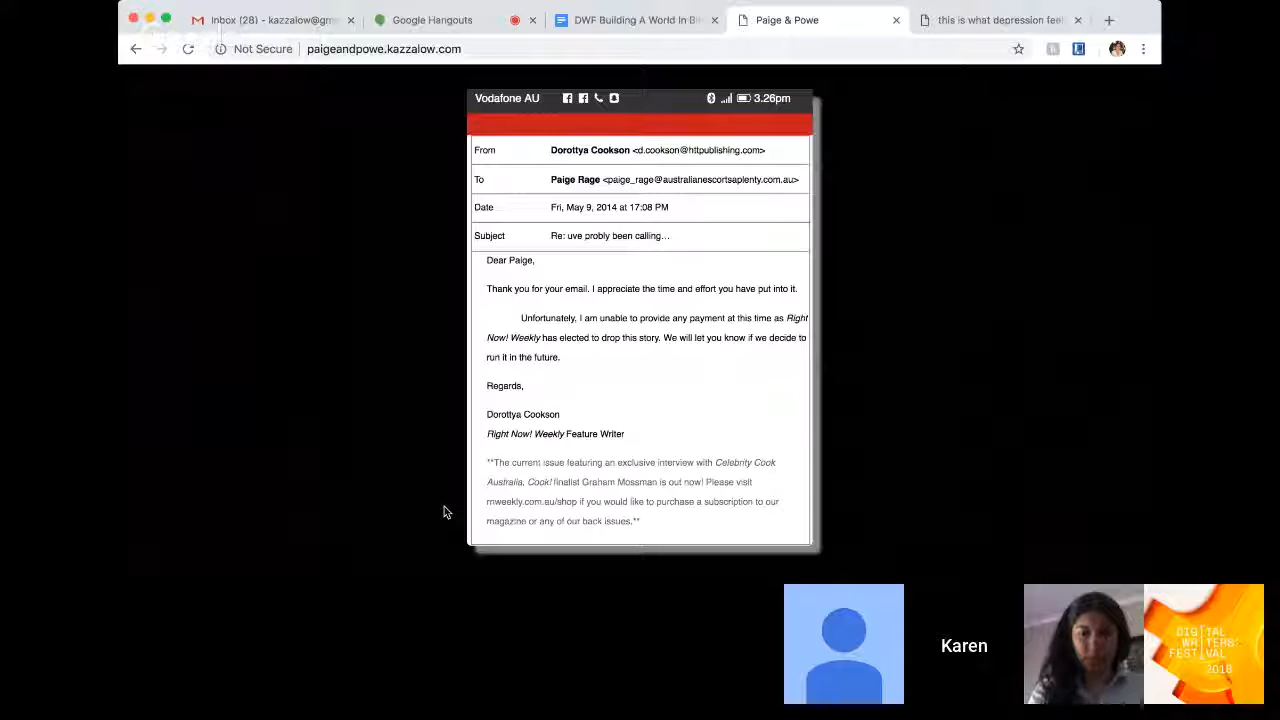 Inbox (28) - kazzalow@gm
Google Hangouts
DWF Building A World In Bi
Paige & Powe
this is what depression feel
Not Secure
paigeandpowe.kazzalow.com
Vodafone AU
3.26pm
From Dorottya Cookson <d.cookson@httpublishing.com>
To Paige Rage <paige_rage@australianescortsaplenty.com.au>
Date Fri, May 9, 2014 at 17:08 PM
Subject Re: uve probly been calling...
Dear Paige,
Thank you for your email. I appreciate the time and effort you have put into it.
Unfortunately, I am unable to provide any payment at this time as Right
Now! Weekly has elected to drop this story. We will let you know if we decide to
run it in the future.
Regards,
Dorottya Cookson
Right Now! Weekly Feature Writer
**The current issue featuring an exclusive interview with Celebrity Cook
Australia, Cook! finalist Graham Mossman is out now! Please visit
rnweekly.com.au/shop if you would like to purchase a subscription to our
magazine or any of our back issues.**
Karen
DIGITAL
WRITERS'
FESTIVAL
2018